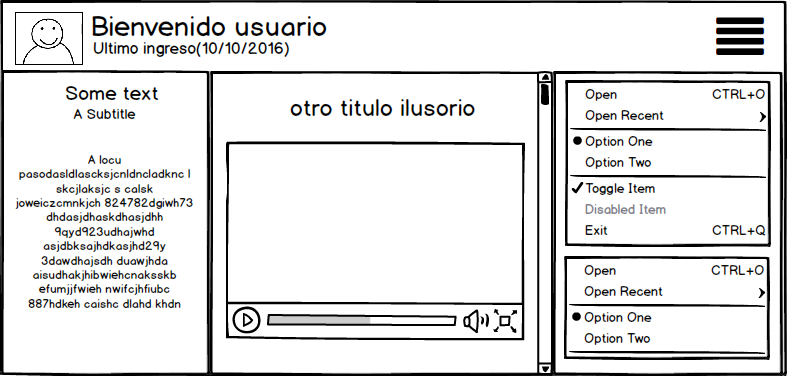 Bienvenido usuario
Ultimo ingreso(10/10/2016)
Some text
A Subtitle
A locu
pasodasldlascksjcnldncladknc l
skcjlaksjc s calsk
joweiczcmnkjch 824782dgiwh73
dhdasjdhaskdhasjdhh
9qyd923udhajwhd
asjdbksajhdkasjhd29y
3dawdhajsdh duawjhda
aisudhakjhibwiehcnaksskb
efumjjfwieh nwifcjhfiubc
887hdkeh caishc dlahd khdn
otro titulo ilusorio
Open CTRL+O
Open Recent
Option One
Option Two
Toggle Item
Disabled Item
Exit CTRL+Q
Open CTRL+O
Open Recent
Option One
Option Two